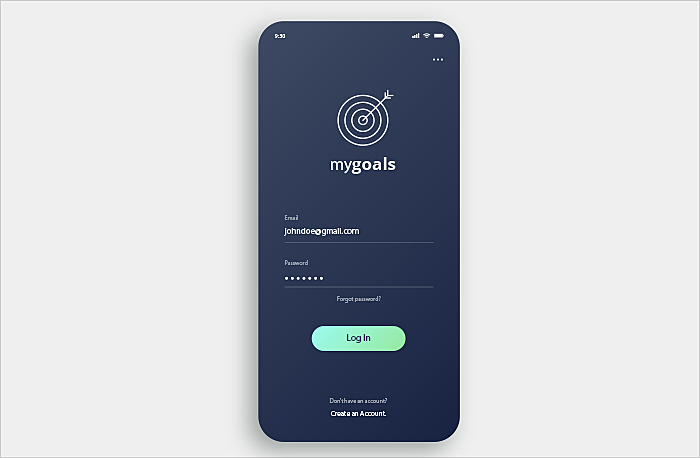 9:30
mygoals
Email
johndoe@gmail.com
Password
Forgot password?
Log In
Don't have an account?
Create an Account.